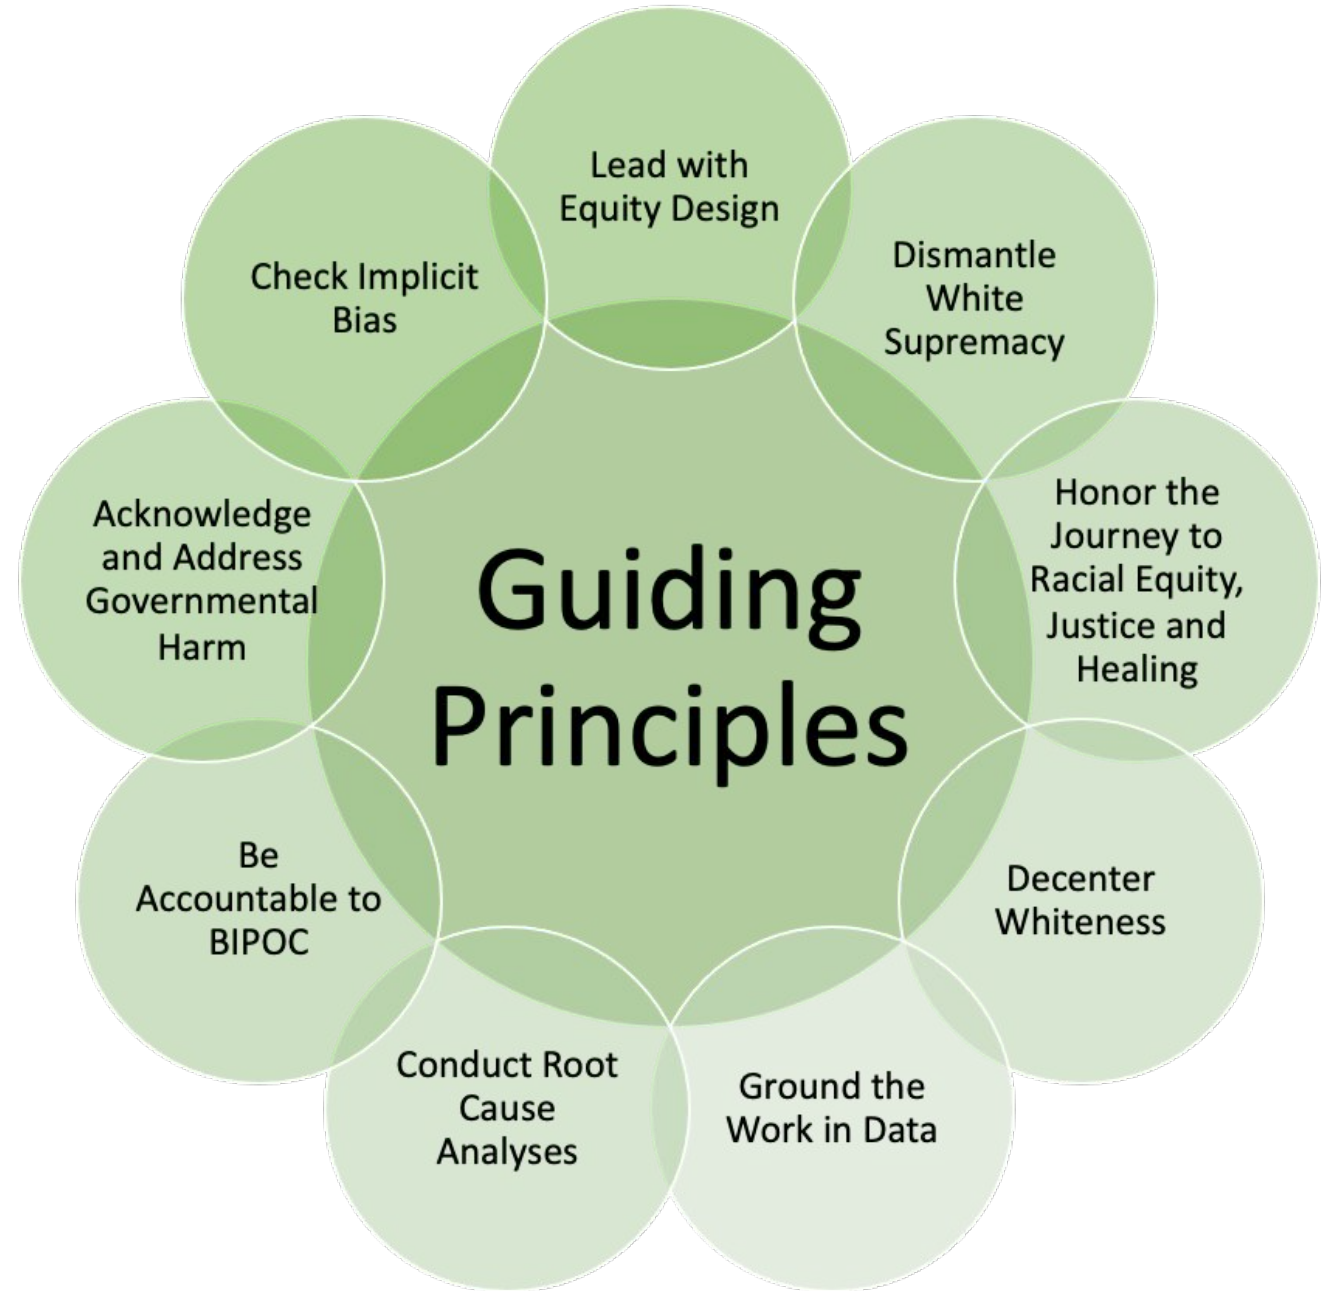 Lead with
Equity Design
Dismantle
White
Supremacy
Honor the
Journey to
Racial Equity,
Justice and
Healing
Decenter
Whiteness
Ground the
Work in Data
Conduct Root
Cause
Analyses
Be
Accountable to
BIPOC
Acknowledge
and Address
Governmental
Harm
Check Implicit
Bias
Guiding
Principles